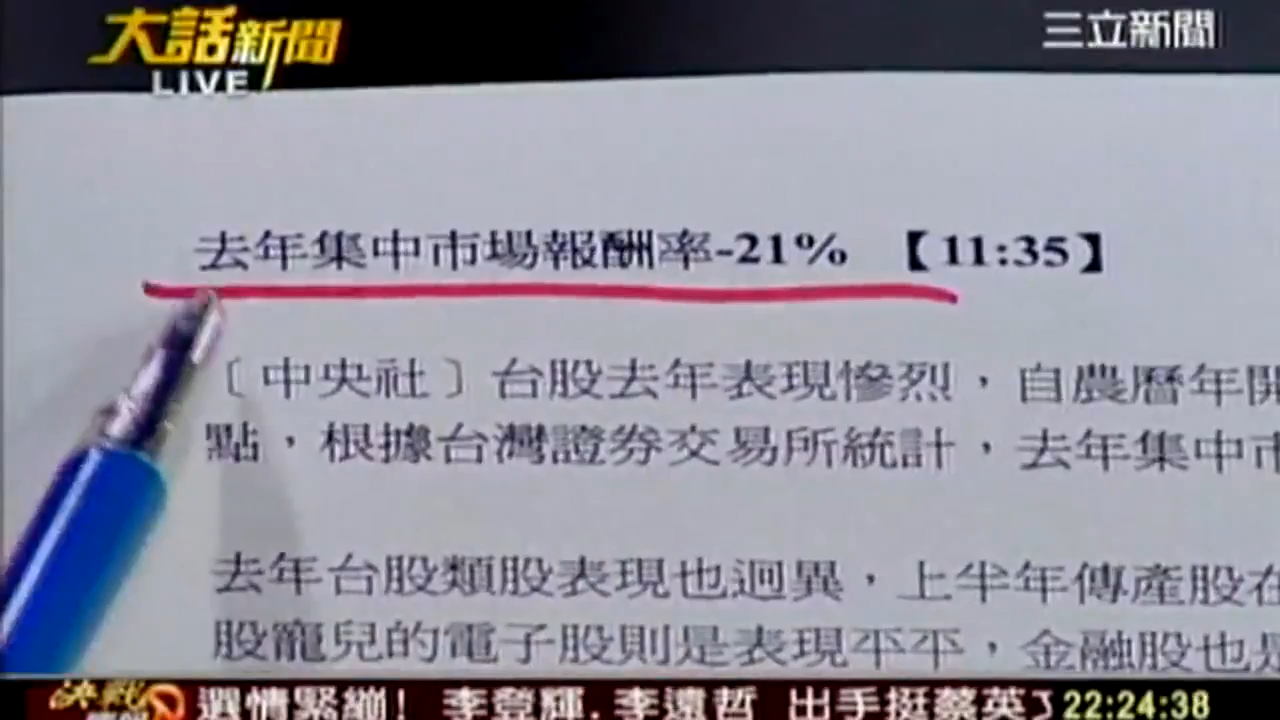 大話新聞
LIVE
三立新聞
去年集中市場報酬率-21% 【11:35】
〔中央社〕台股去年表現慘烈，自農曆年開
點，根據台灣證券交易所統計，去年集中市
去年台股類股表現也迥異，上半年傳產股在
股寵兒的電子股則是表現平平，金融股也是
決戰
選情緊繃! 李登輝.李遠哲 出手挺蔡英
22:24:38